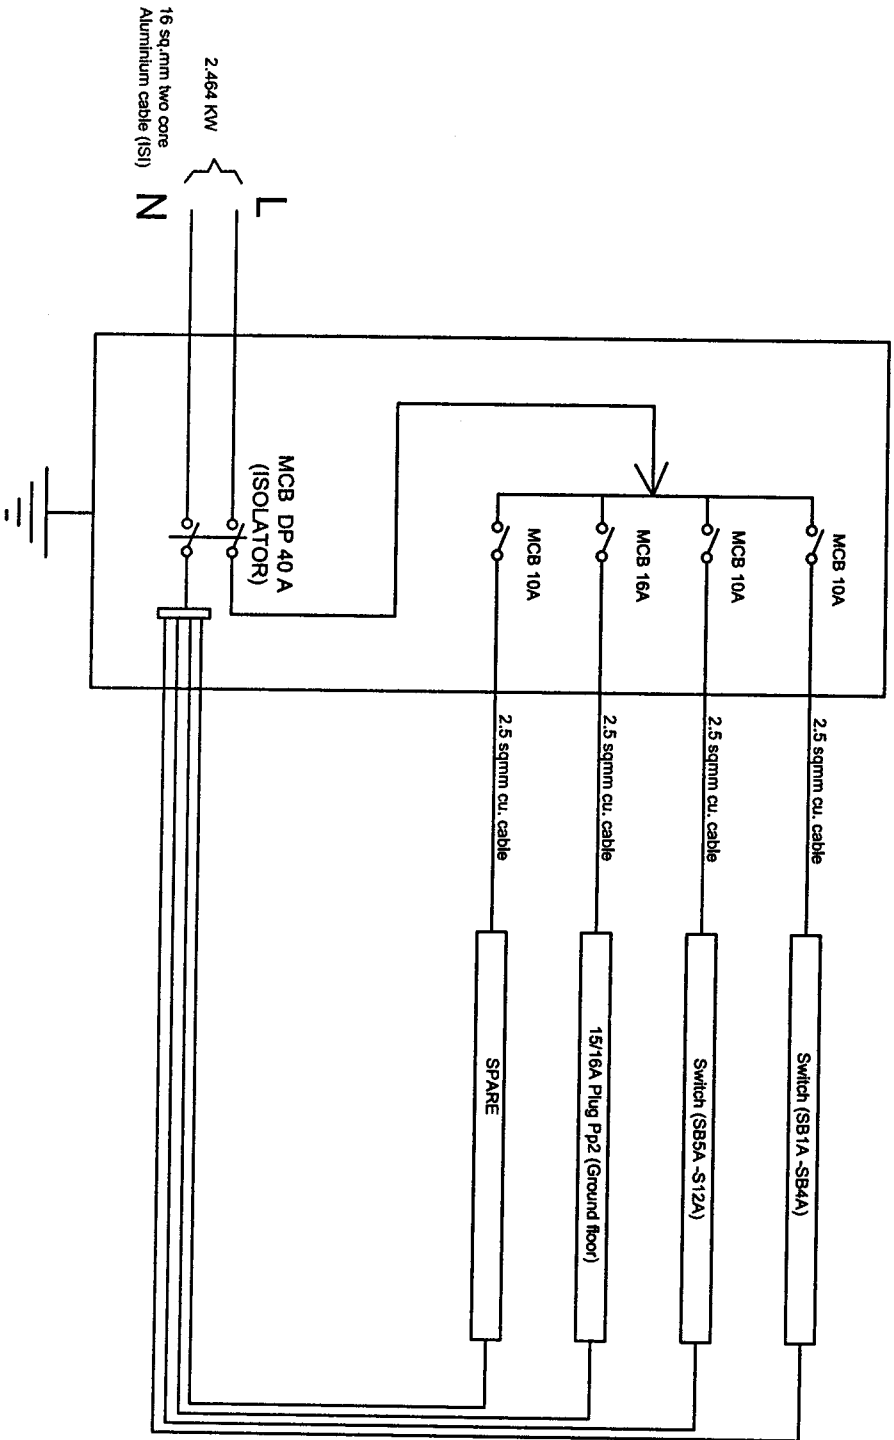 2.464 KW
16 sq.mm two core
Aluminium cable (ISI)
L
N
MCB DP 40 A
(ISOLATOR)
MCB 10A
MCB 10A
MCB 16A
MCB 10A
2.5 sqmm cu. cable
2.5 sqmm cu. cable
2.5 sqmm cu. cable
2.5 sqmm cu. cable
Switch (SB1A -SB4A)
Switch (SB5A -S12A)
15/16A Plug Pp2 (Ground floor)
SPARE